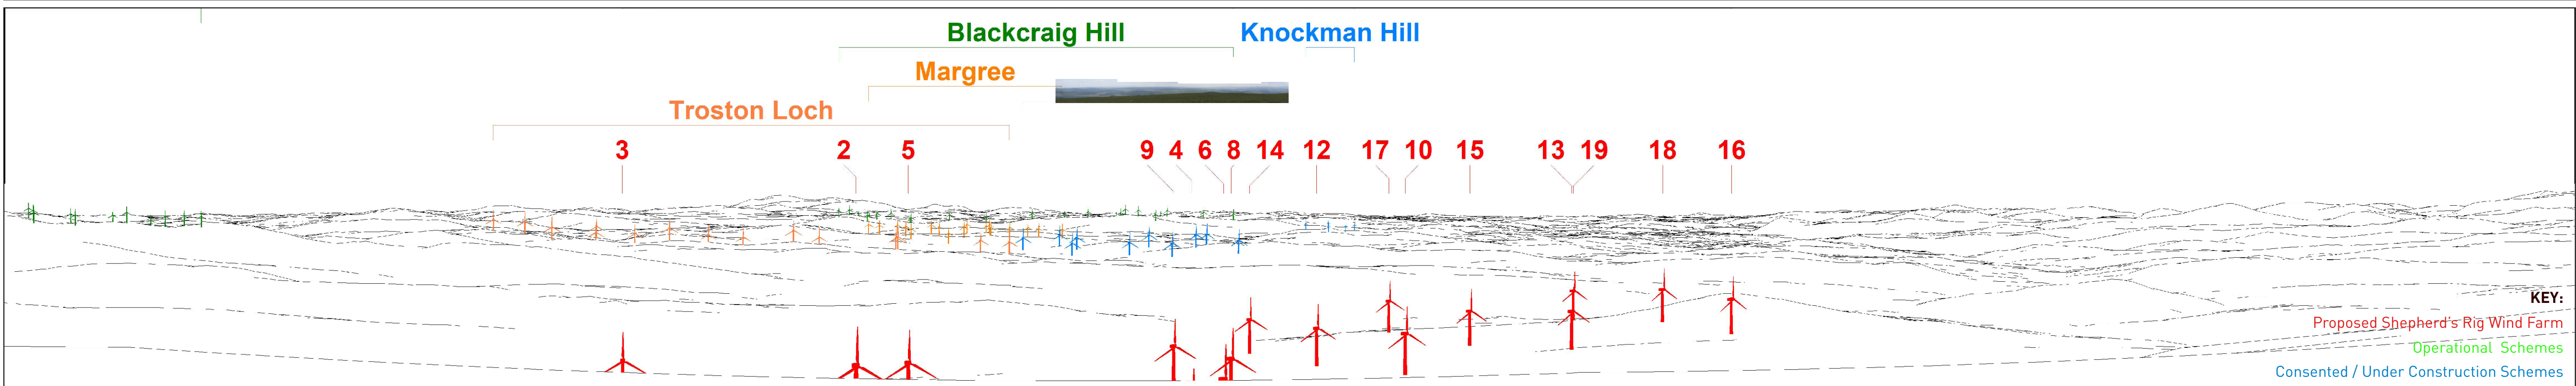 Blackcraig Hill Knockman Hill
Margree
Troston Loch
3 2 5 9 4 6 8 14 12 17 10 15 13 19 18 16
KEY:
Proposed Shepherd's Rig Wind Farm
Operational Schemes
Consented / Under Construction Schemes